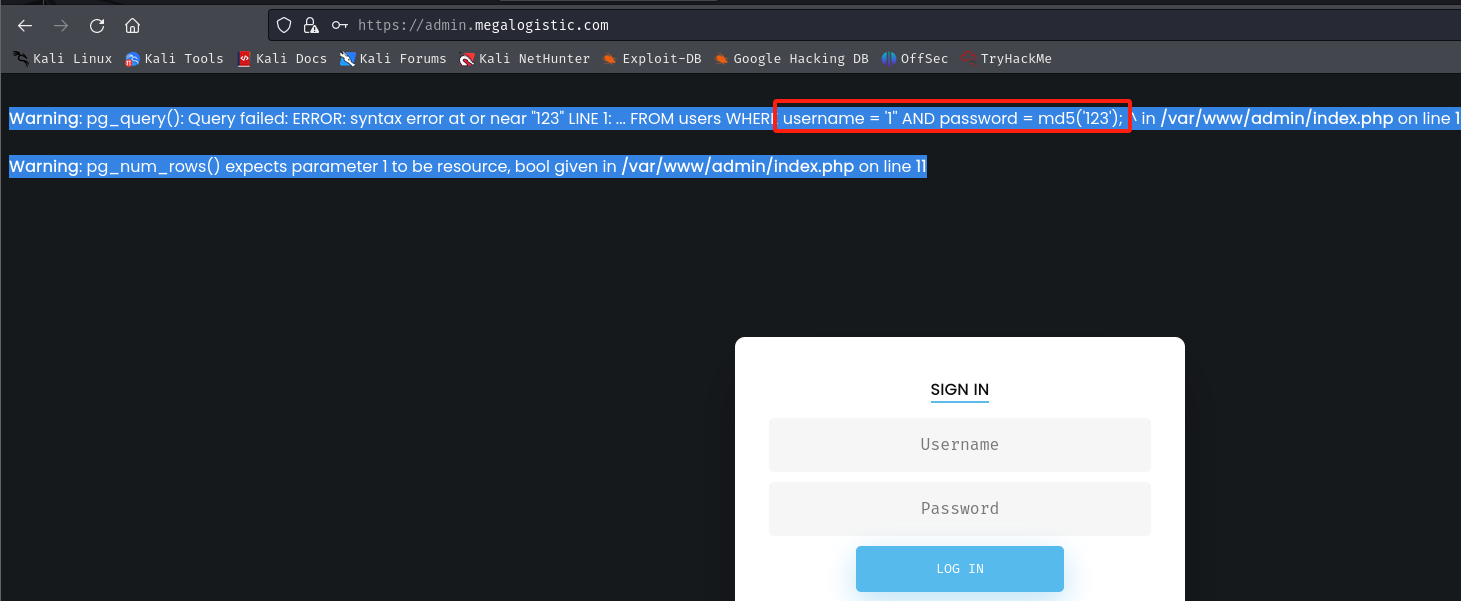 https://admin.megalogistic.com
Kali Linux Kali Tools Kali Docs Kali Forums Kali NetHunter Exploit-DB Google Hacking DB OffSec TryHackMe
Warning: pg_query(): Query failed: ERROR: syntax error at or near "123" LINE 1: ... FROM users WHERE username = '1'' AND password = md5('123'); ^ in /var/www/admin/index.php on line 1
Warning: pg_num_rows() expects parameter 1 to be resource, bool given in /var/www/admin/index.php on line 11
SIGN IN
Username
Password
LOG IN